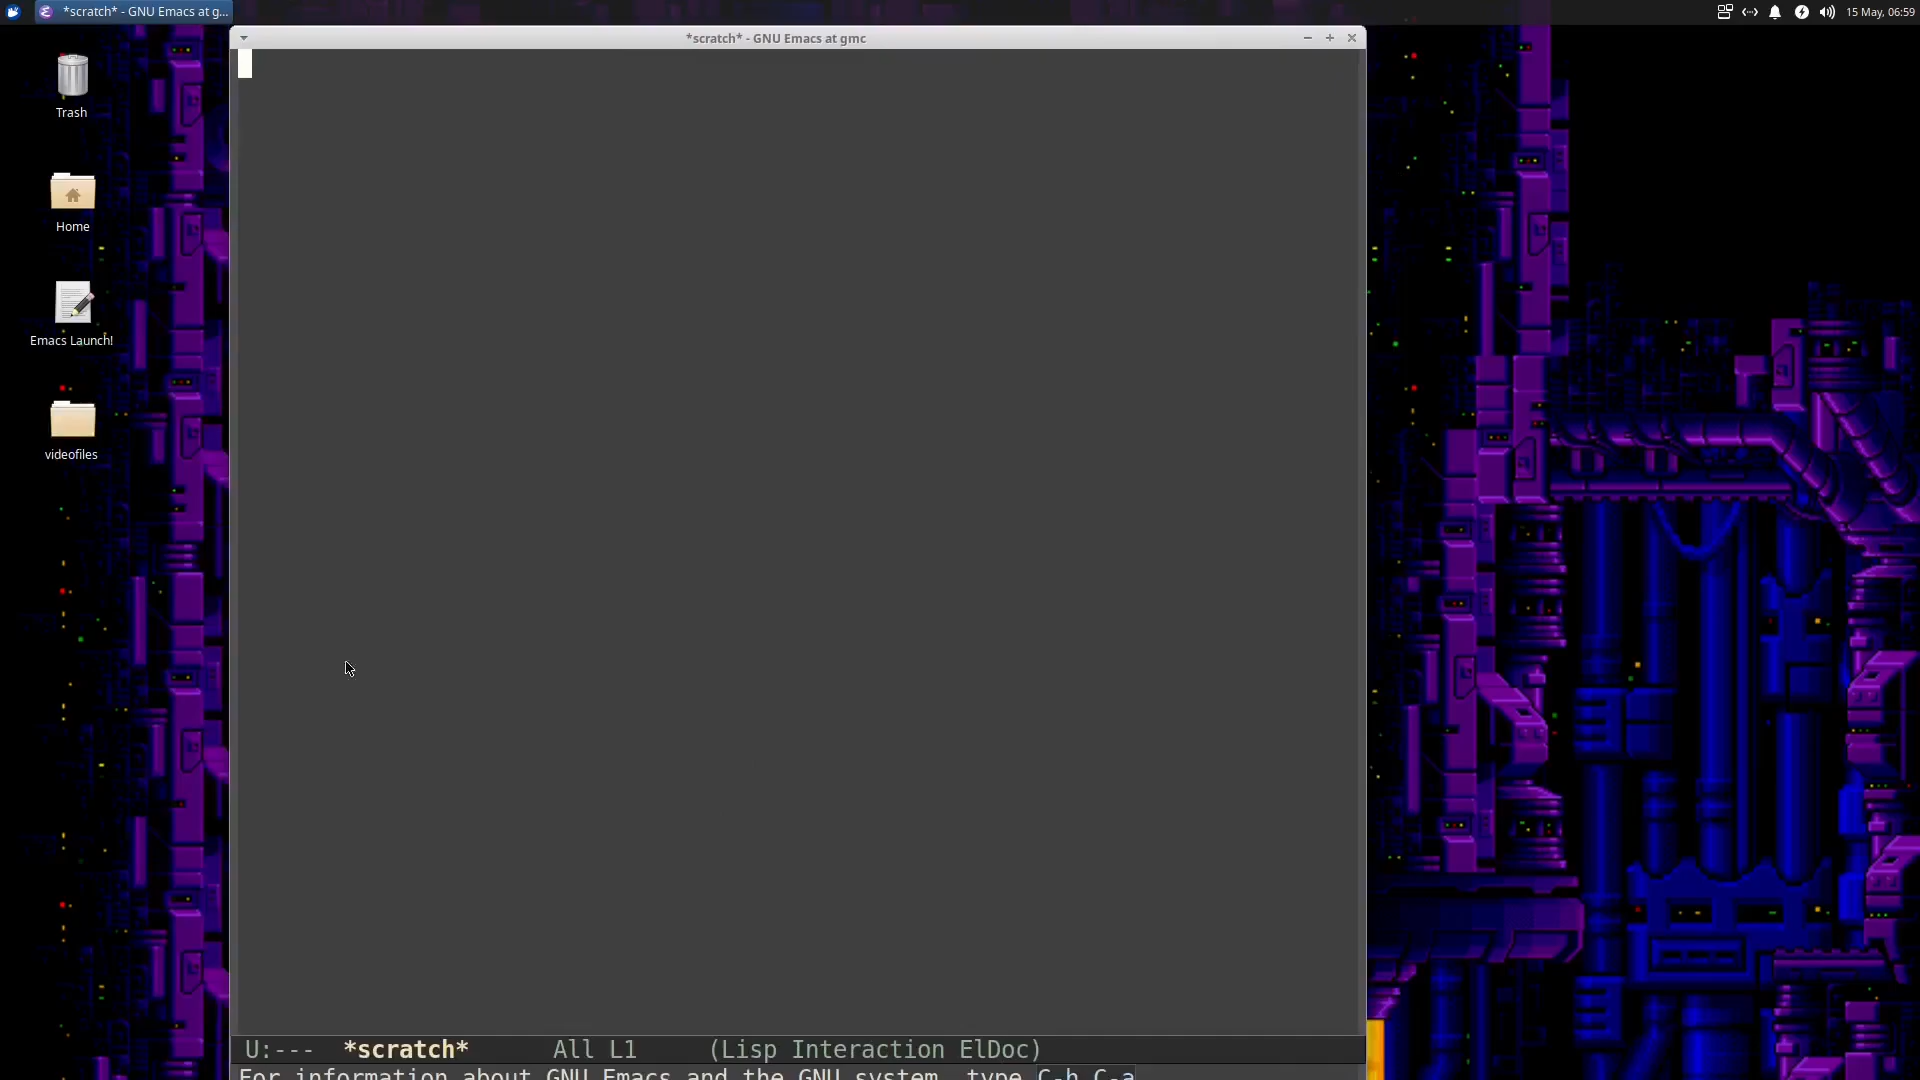 *scratch* - GNU Emacs at g...
15 May, 06:59
*scratch* - GNU Emacs at gmc
Trash
Home
Emacs Launch!
videofiles
U:--- *scratch* All L1 (Lisp Interaction ElDoc)
For information about GNU Emacs and the GNU system, type C-h C-a